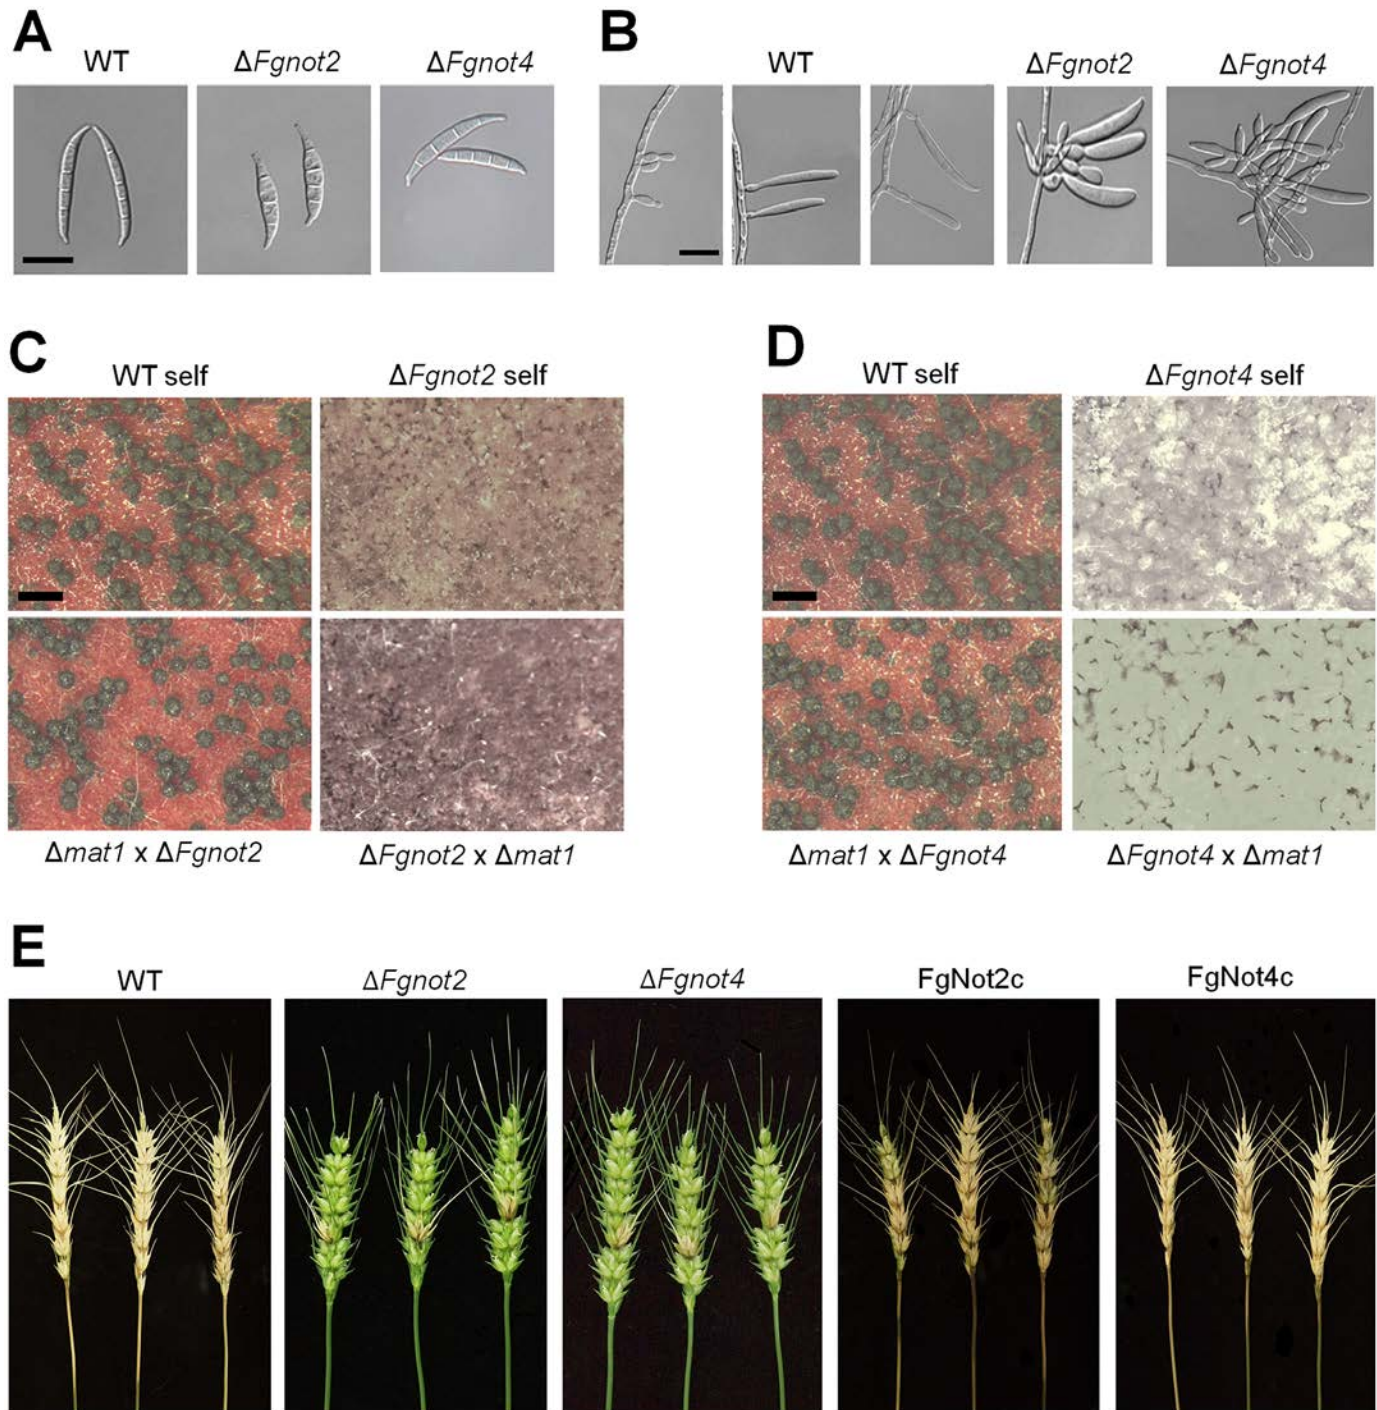 A
B
WT
ΔFgnot2
ΔFgnot4
WT
ΔFgnot2
ΔFgnot4
C
D
WT self
ΔFgnot2 self
WT self
ΔFgnot4 self
Δmat1 x ΔFgnot2
ΔFgnot2 x Δmat1
Δmat1 x ΔFgnot4
ΔFgnot4 x Δmat1
E
WT
ΔFgnot2
ΔFgnot4
FgNot2c
FgNot4c